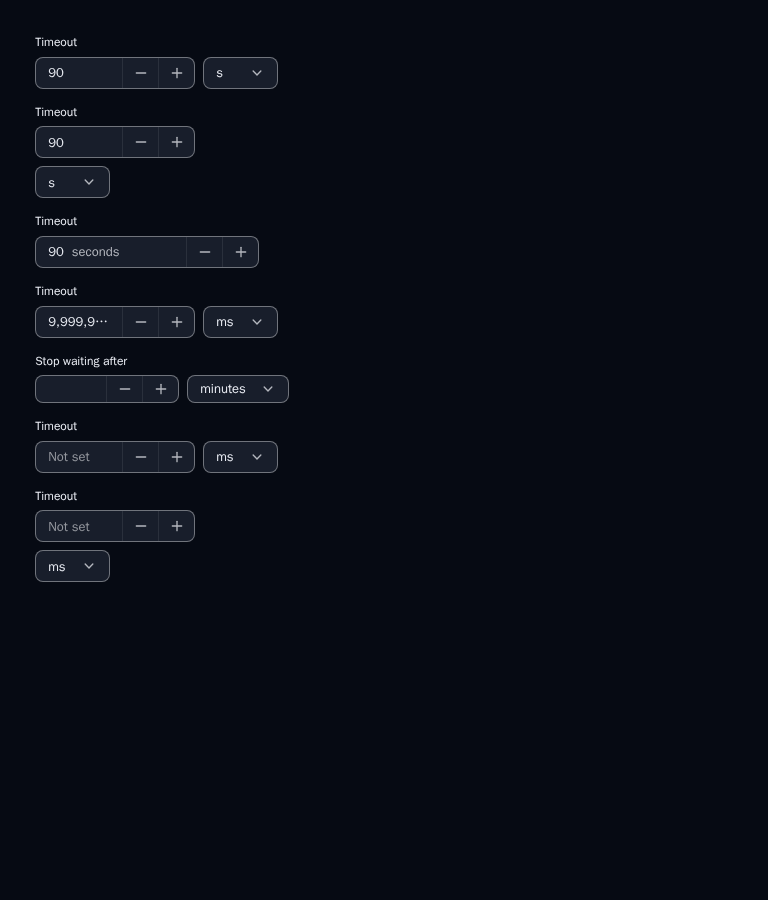 Timeout
90 s
Timeout
90
s
Timeout
90 seconds
Timeout
9,999,9… ms
Stop waiting after
minutes
Timeout
Not set ms
Timeout
Not set
ms